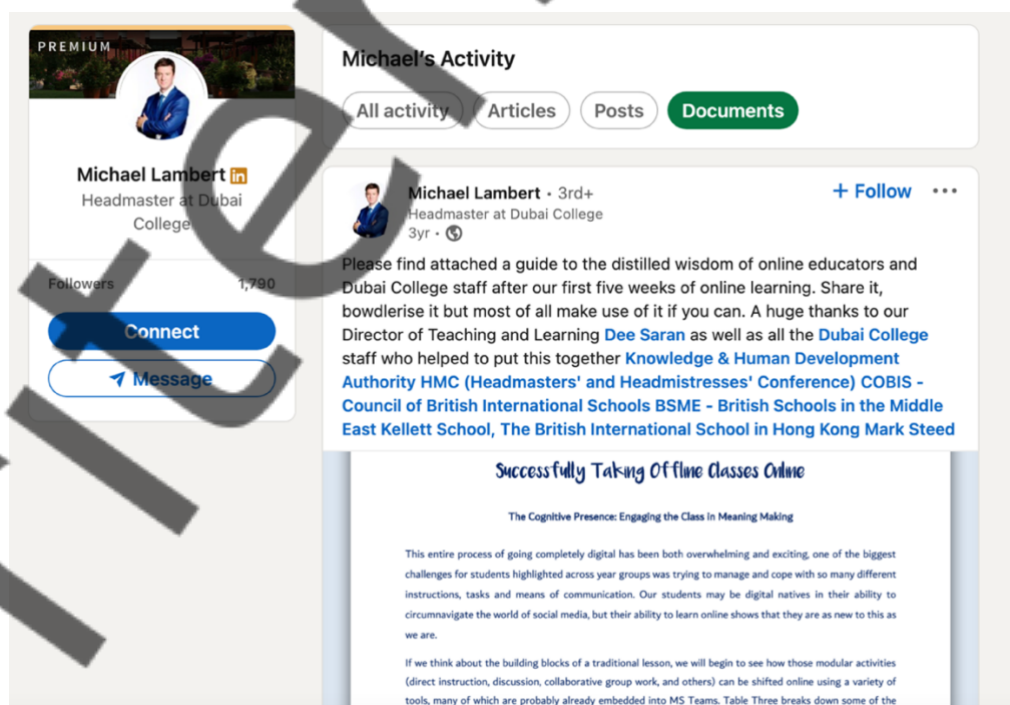 PREMIUM
Michael Lambert in
Headmaster at Dubai
College
Followers 1,790
Connect
Message
Michael's Activity
All activity
Articles
Posts
Documents
Michael Lambert • 3rd+
Headmaster at Dubai College
3yr •
+ Follow •••
Please find attached a guide to the distilled wisdom of online educators and
Dubai College staff after our first five weeks of online learning. Share it,
bowdlerise it but most of all make use of it if you can. A huge thanks to our
Director of Teaching and Learning Dee Saran as well as all the Dubai College
staff who helped to put this together Knowledge & Human Development
Authority HMC (Headmasters' and Headmistresses' Conference) COBIS -
Council of British International Schools BSME - British Schools in the Middle
East Kellett School, The British International School in Hong Kong Mark Steed
Successfully Taking Offline Classes Online
The Cognitive Presence: Engaging the Class in Meaning Making
This entire process of going completely digital has been both overwhelming and exciting, one of the biggest
challenges for students highlighted across year groups was trying to manage and cope with so many different
instructions, tasks and means of communication. Our students may be digital natives in their ability to
circumnavigate the world of social media, but their ability to learn online shows that they are as new to this as
we are.
If we think about the building blocks of a traditional lesson, we will begin to see how those modular activities
(direct instruction, discussion, collaborative group work, and others) can be shifted online using a variety of
tools, many of which are probably already embedded into MS Teams. Table Three breaks down some of the